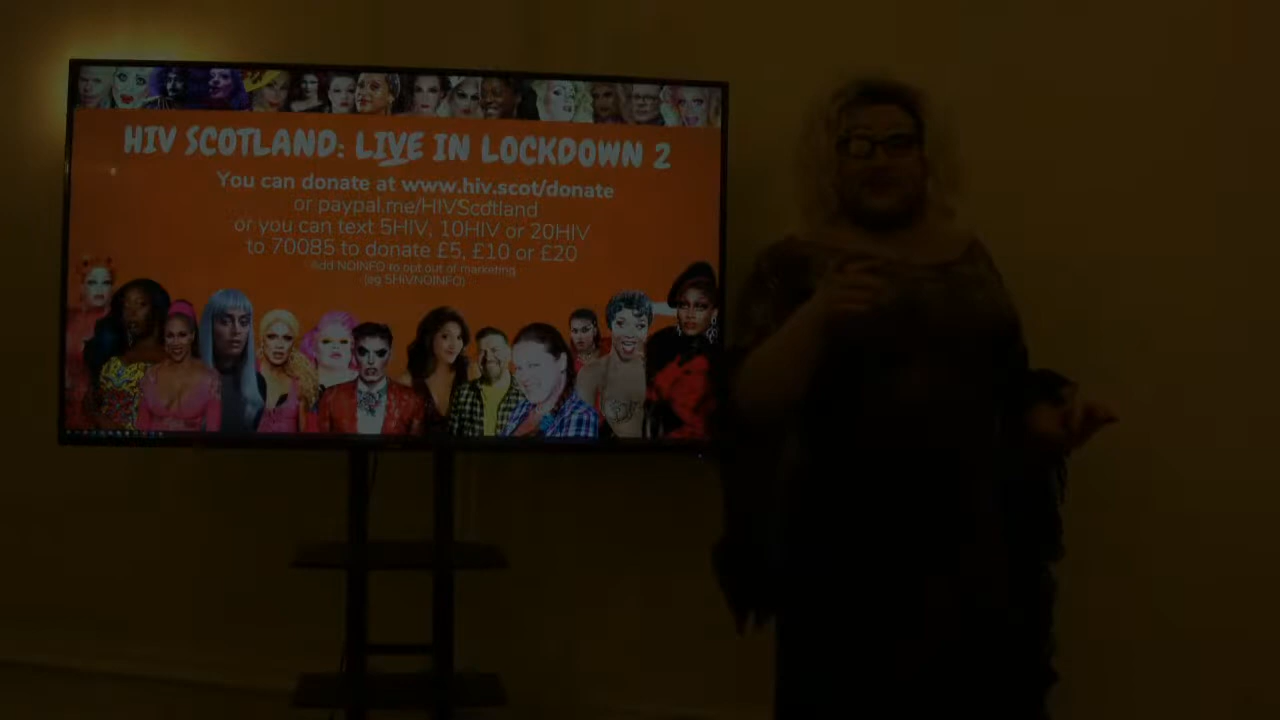 HIV SCOTLAND: LIVE IN LOCKDOWN 2
You can donate at www.hiv.scot/donate
or paypal.me/HIVScotland
or you can text 5HIV, 10HIV or 20HIV
to 70085 to donate £5, £10 or £20
Add NOINFO to opt out of marketing
(eg 5HIVNOINFO)